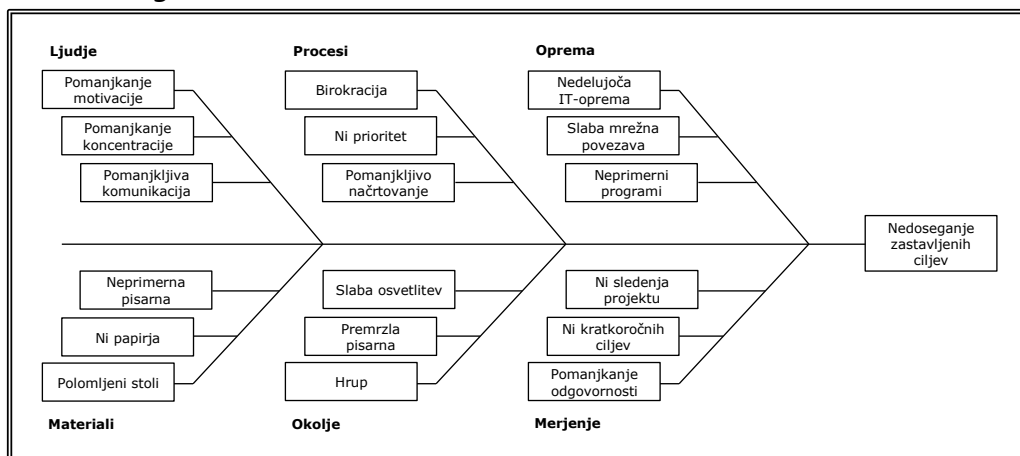 Ljudje
Pomanjkanje
motivacije
Pomanjkanje
koncentracije
Pomanjkljiva
komunikacija
Procesi
Birokracija
Ni prioritet
Pomanjkljivo
načrtovanje
Oprema
Nedelujoča
IT-oprema
Slaba mrežna
povezava
Neprimerni
programi
Nedoseganje
zastavljenih
ciljev
Neprimerna
pisarna
Ni papirja
Polomljeni stoli
Materiali
Slaba osvetlitev
Premrzla
pisarna
Hrup
Okolje
Ni sledenja
projektu
Ni kratkoročnih
ciljev
Pomanjkanje
odgovornosti
Merjenje